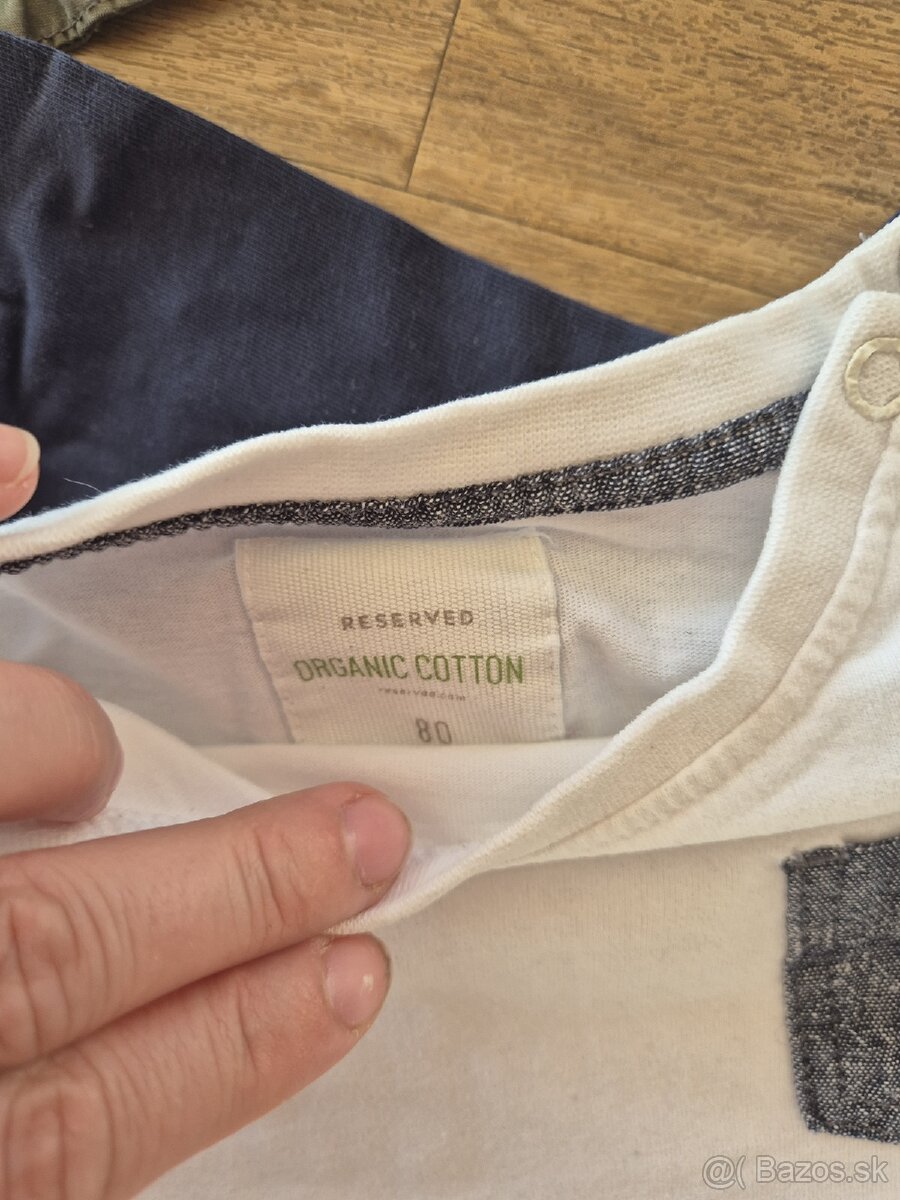 RESERVED
ORGANIC COTTON
reserved.com
80
@( Bazos.sk